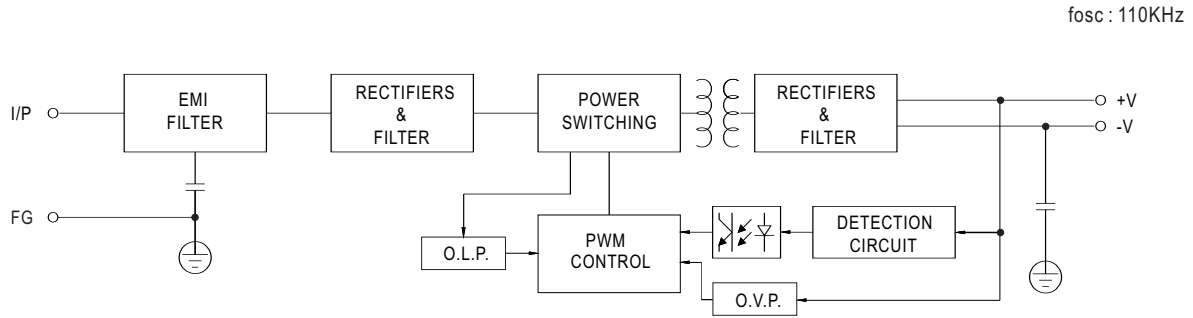 fosc : 110KHz
I/P
EMI
FILTER
RECTIFIERS
&
FILTER
POWER
SWITCHING
RECTIFIERS
&
FILTER
+V
-V
FG
O.L.P.
PWM
CONTROL
DETECTION
CIRCUIT
O.V.P.